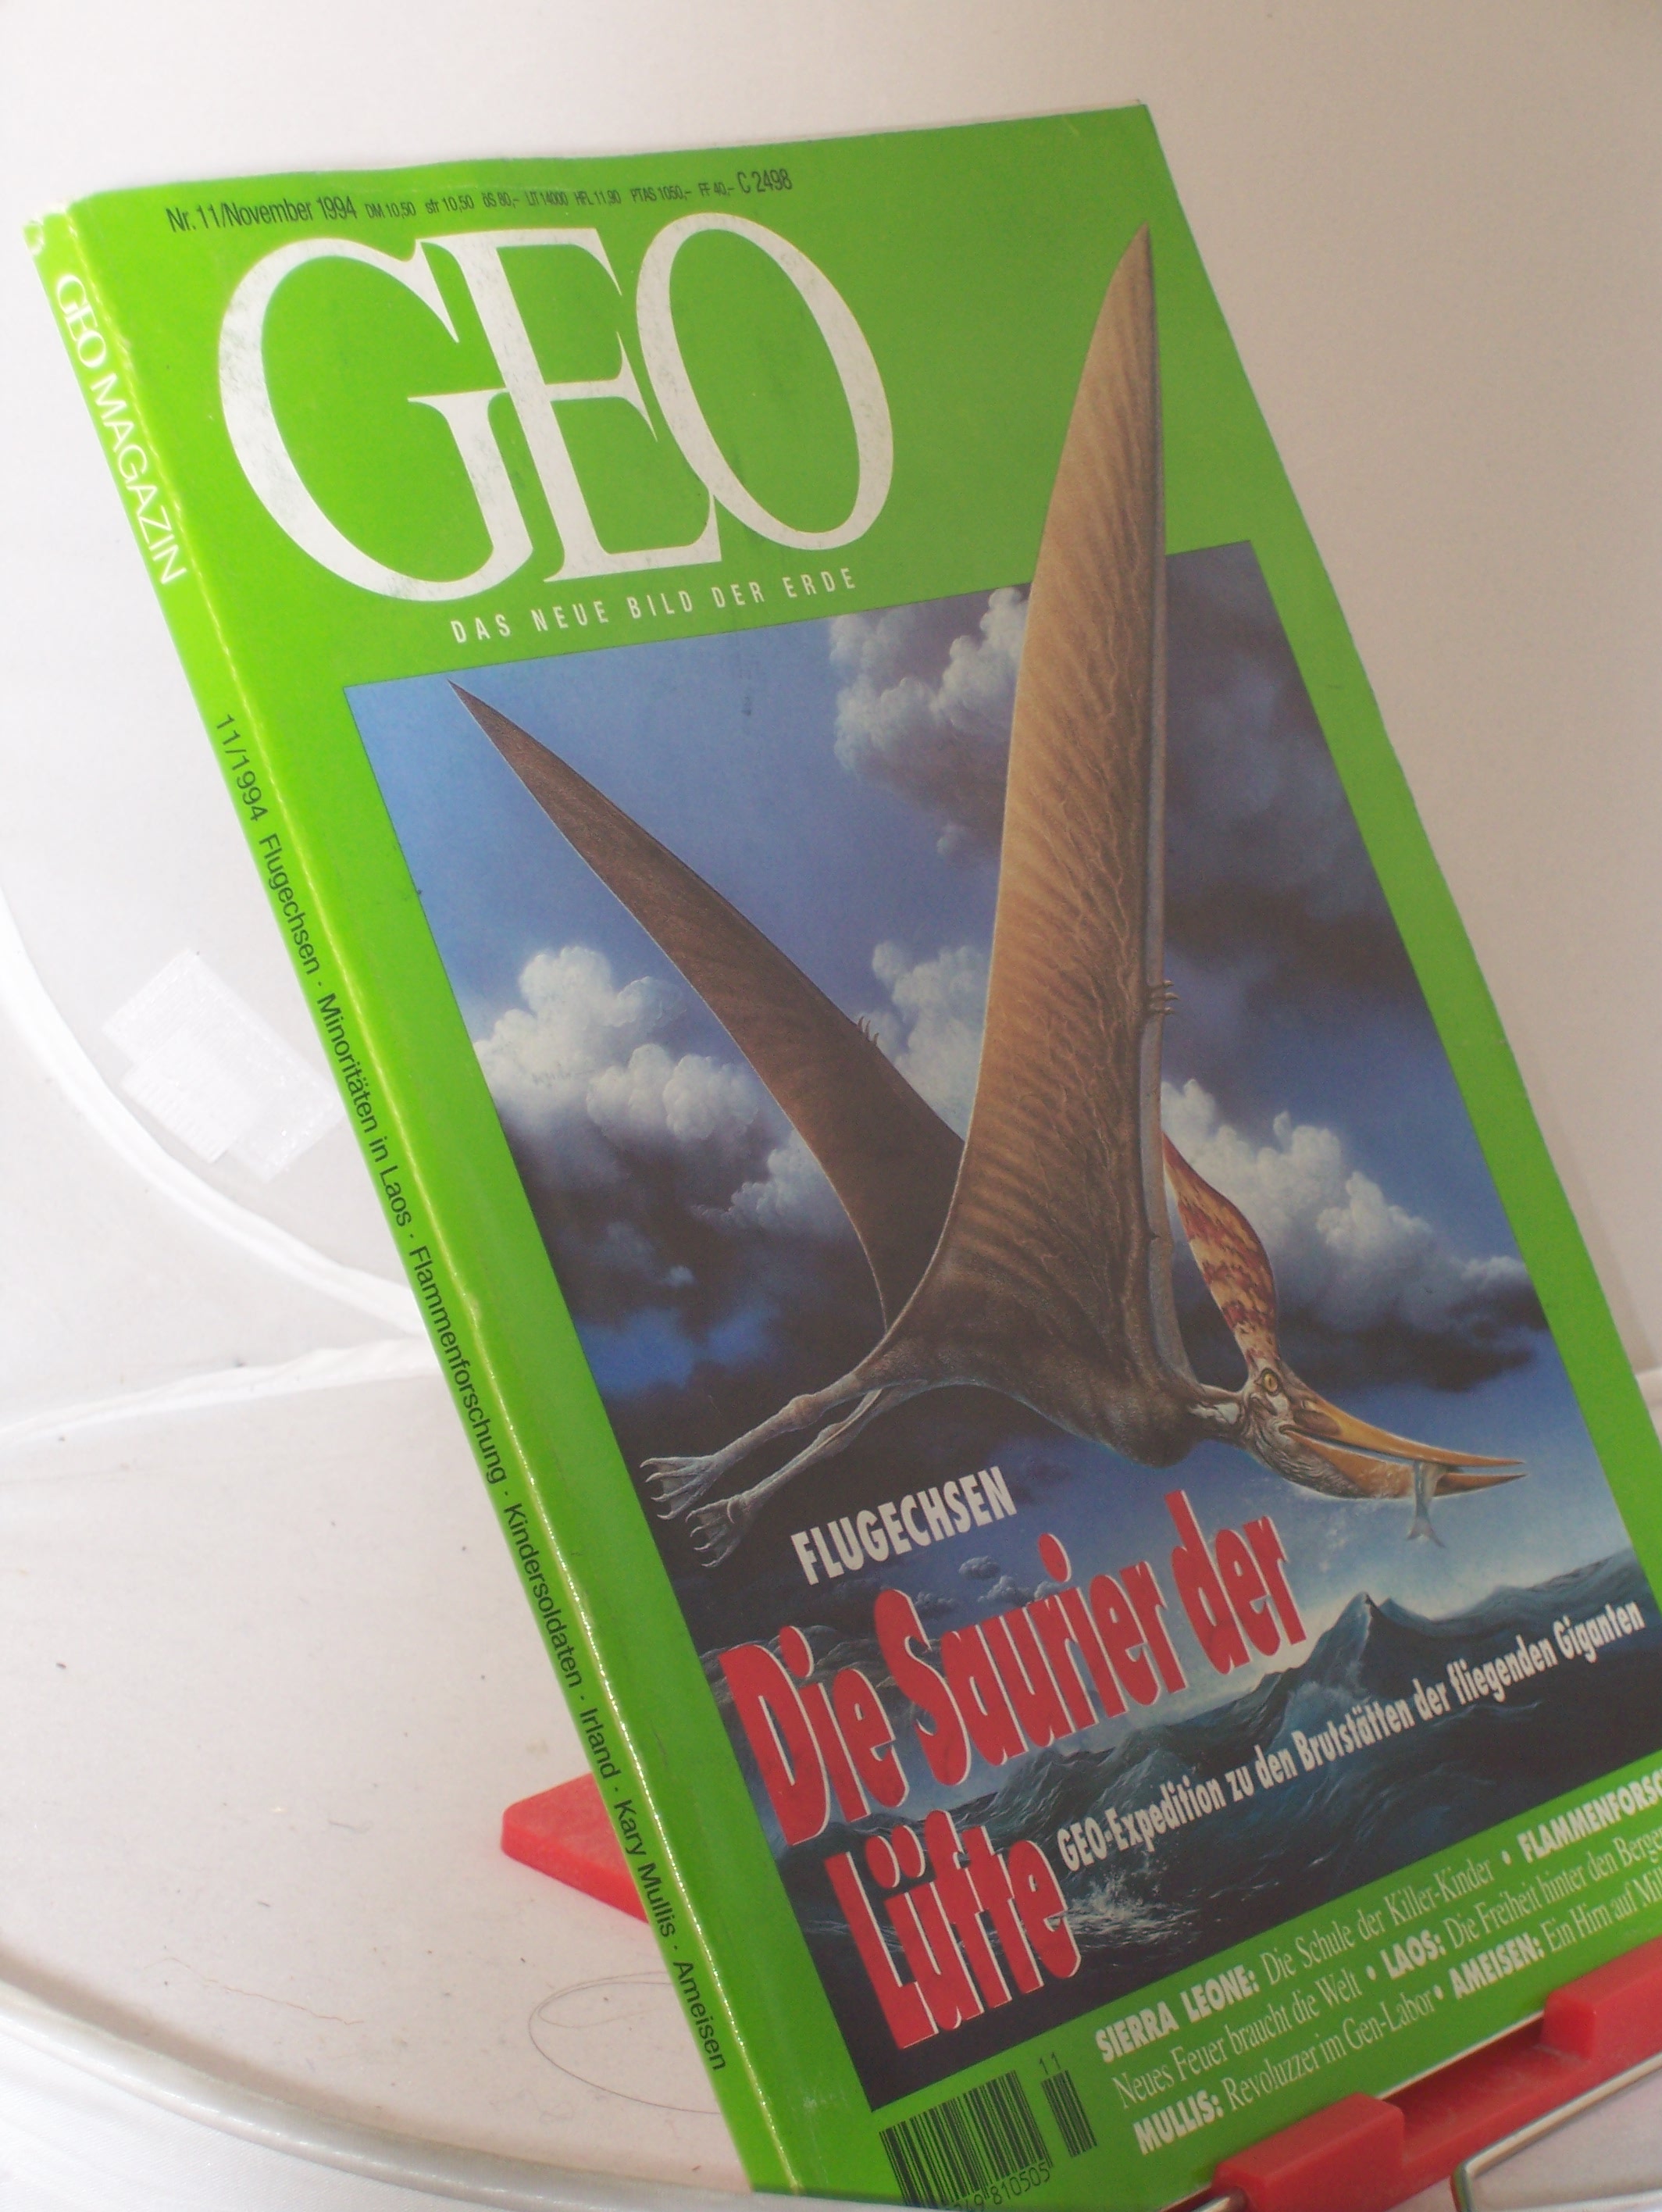 Nr. 11/November 1994 DM 10,50 sfr 10,50 öS 80,– LIT 14000 HFL 11,90 PTAS 1050,– FF 40,– C 2498
GEO
DAS NEUE BILD DER ERDE
GEO MAGAZIN 11/1994 Flugechsen · Minoritäten in Laos · Flammenforschung · Kindersoldaten · Irland · Kary Mullis · Ameisen
FLUGECHSEN
Die Saurier der
Lüfte
GEO-Expedition zu den Brutstätten der fliegenden Giganten
SIERRA LEONE: Die Schule der Killer-Kinder •
Neues Feuer braucht die Welt • LAOS: Die Freiheit hinter den
MULLIS: Revoluzzer im Gen-Labor • AMEISEN: Ein Hirn auf
11
810505